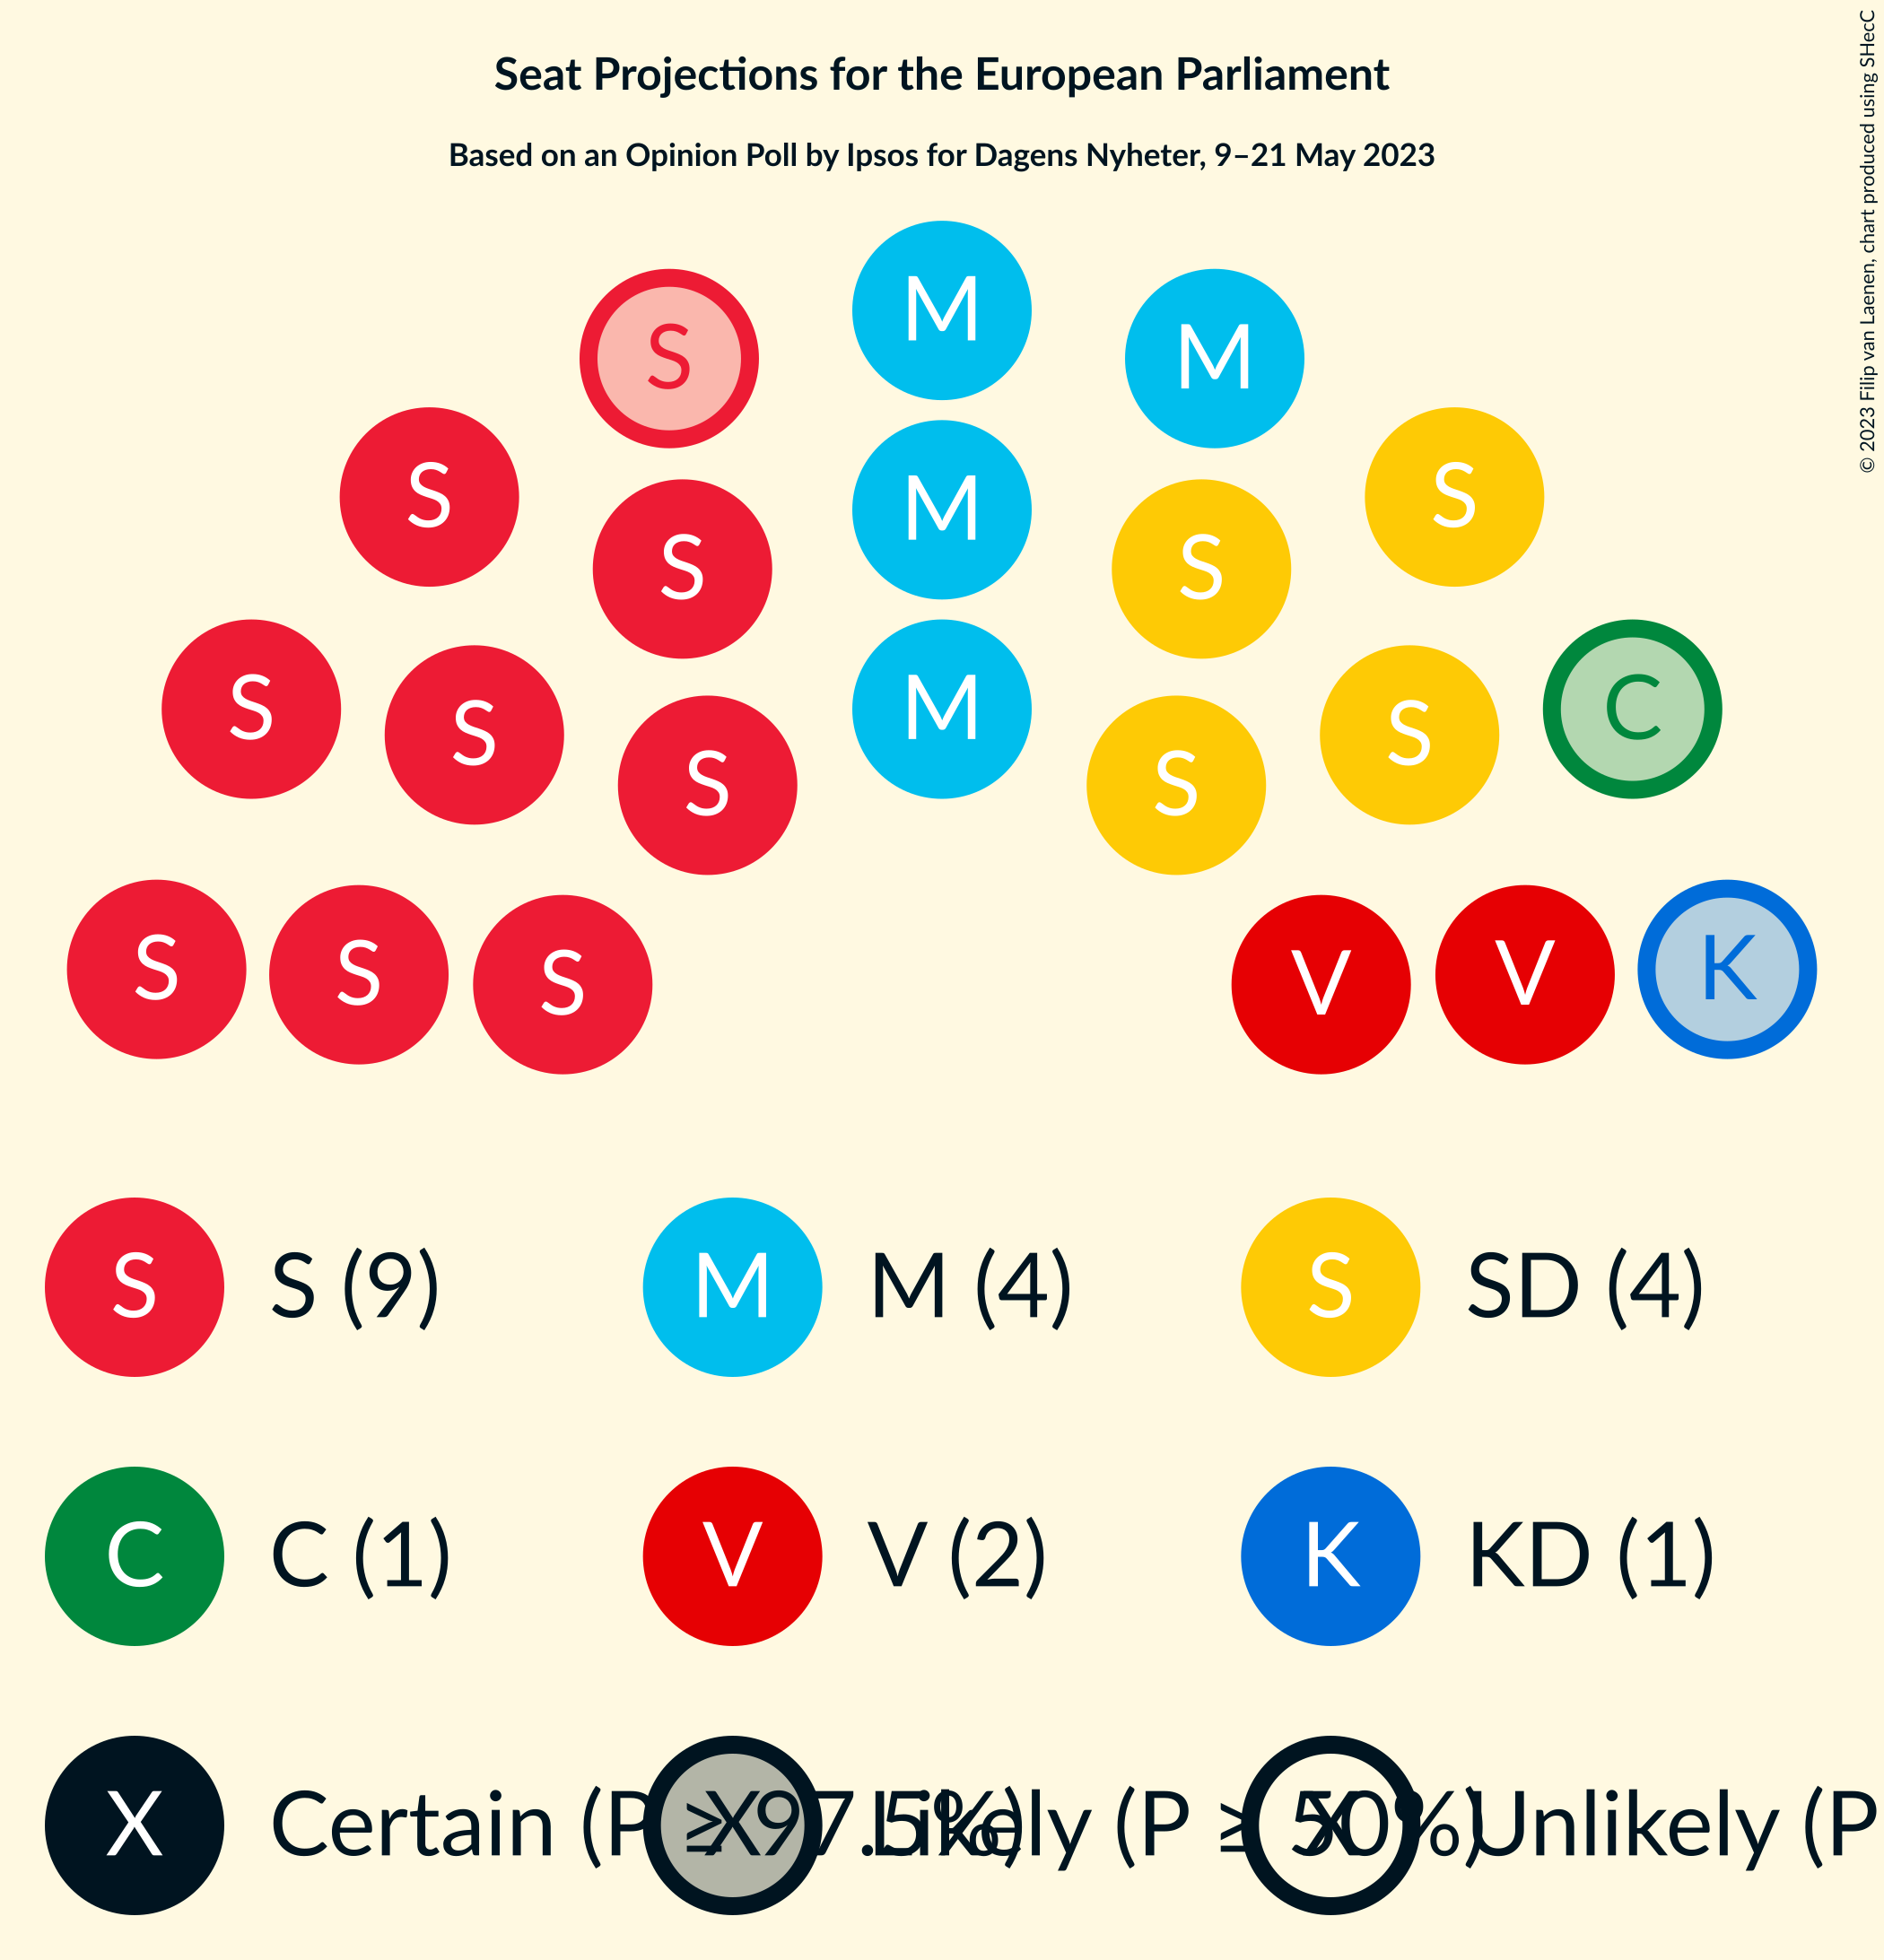 Seat Projections for the European Parliament
Based on an Opinion Poll by Ipsos for Dagens Nyheter, 9–21 May 2023
© 2023 Filip van Laenen, chart produced using SHecC
M
S M
S S
M
S S
S C
S S
M
S S
S S K
S V V
S S (9) M M (4) S SD (4)
C C (1) V V (2) K KD (1)
X Certain (P ≥ 97.5%) X Likely (P ≥ 50%) X Unlikely (P